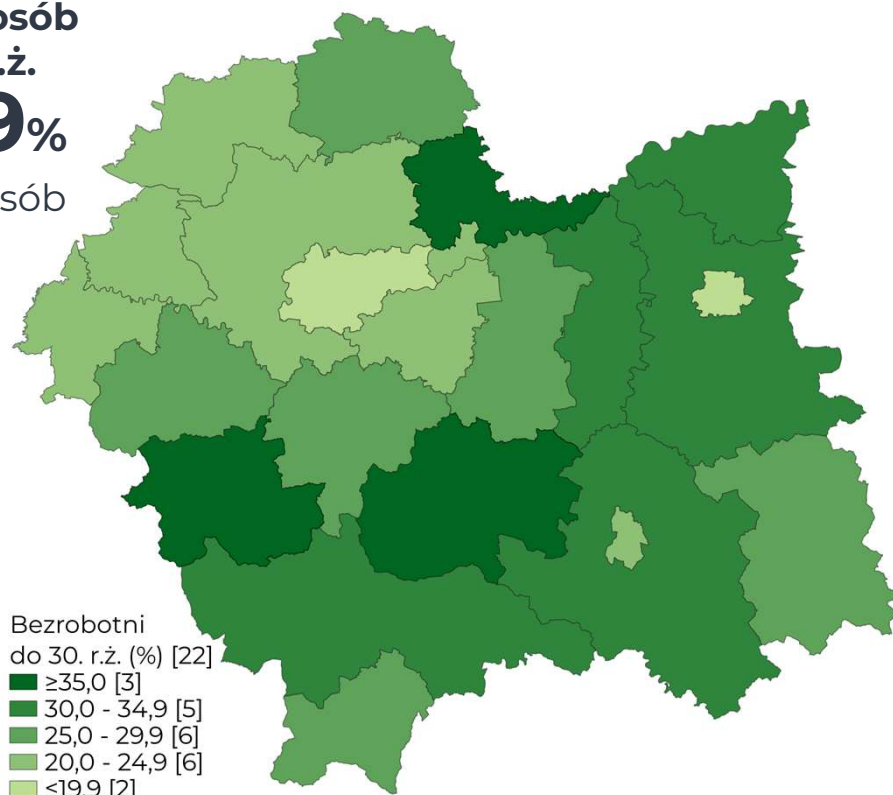 osób
.ż.
9%
sób
Bezrobotni
do 30. r.ż. (%) [22]
≥35,0 [3]
30,0 - 34,9 [5]
25,0 - 29,9 [6]
20,0 - 24,9 [6]
≤19,9 [2]